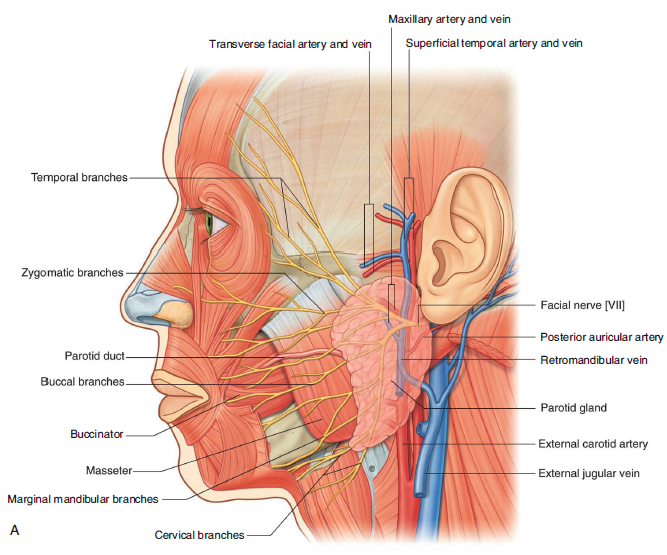 Maxillary artery and vein
Transverse facial artery and vein
Superficial temporal artery and vein
Temporal branches
Zygomatic branches
Parotid duct
Buccal branches
Buccinator
Masseter
Marginal mandibular branches
Cervical branches
Facial nerve [VII]
Posterior auricular artery
Retromandibular vein
Parotid gland
External carotid artery
External jugular vein
A